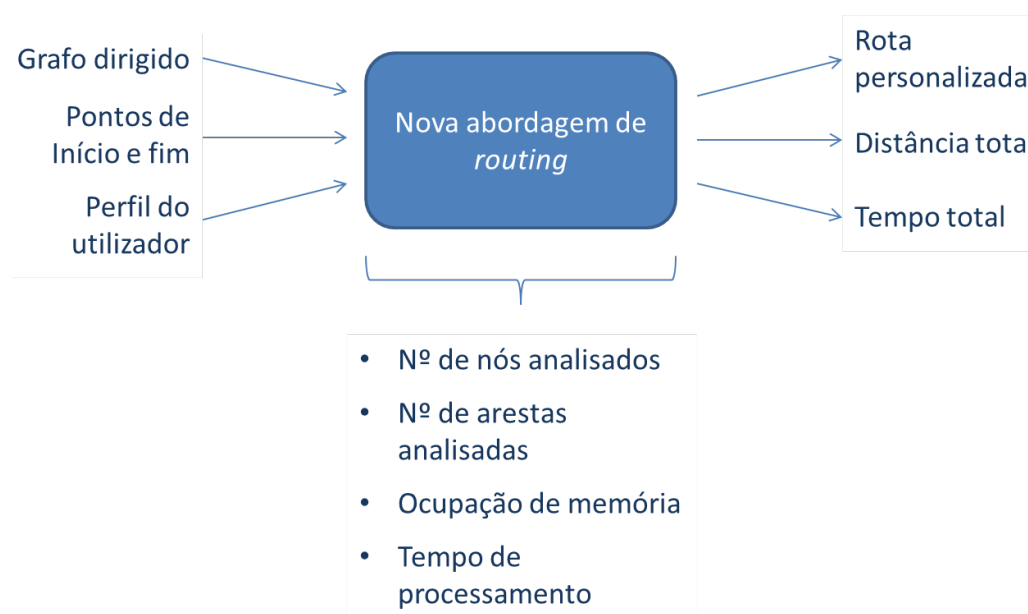 Grafo dirigido
Pontos de
Início e fim
Perfil do
utilizador
Nova abordagem de
routing
Rota
personalizada
Distância tota
Tempo total
• Nº de nós analisados
• Nº de arestas
analisadas
• Ocupação de memória
• Tempo de
processamento